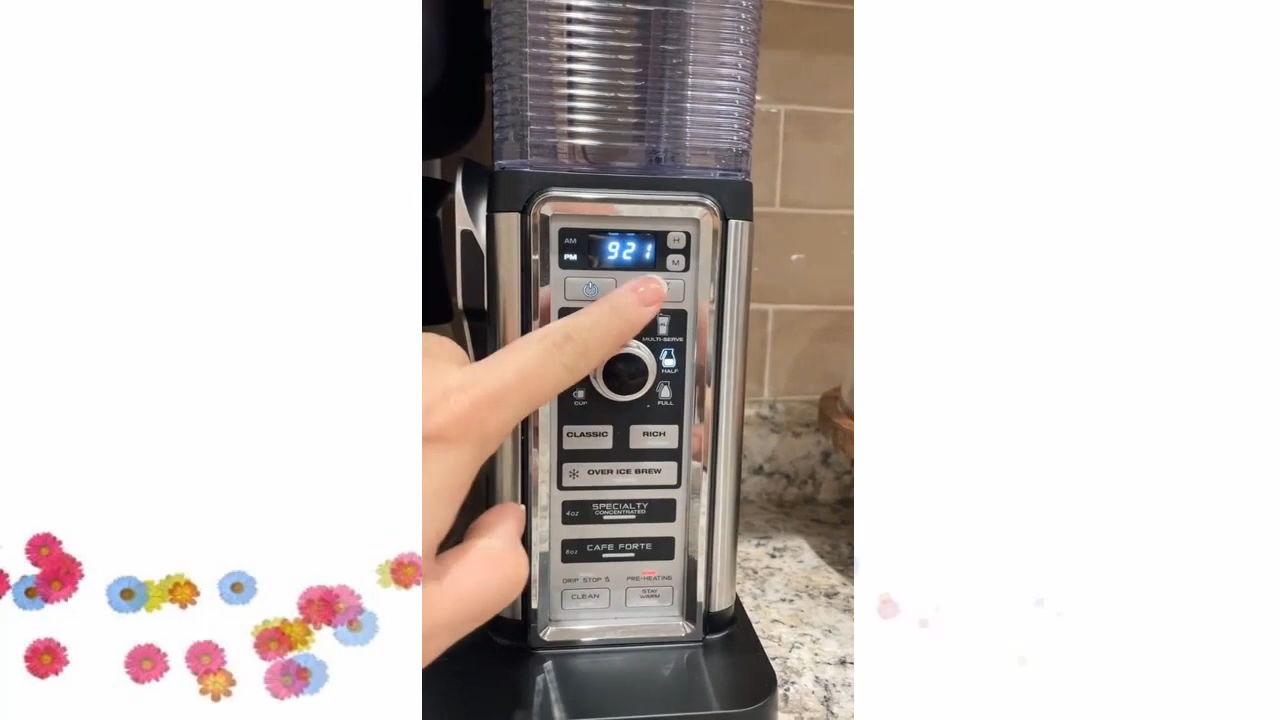 AM
921
H
PM
M
MULTI-SERVE
HALF
CUP
FULL
CLASSIC
RICH
OVER ICE BREW
4oz SPECIALTY
CONCENTRATED
8oz CAFE FORTE
DRIP STOP &
PRE-HEATING
CLEAN
STAY
WARM